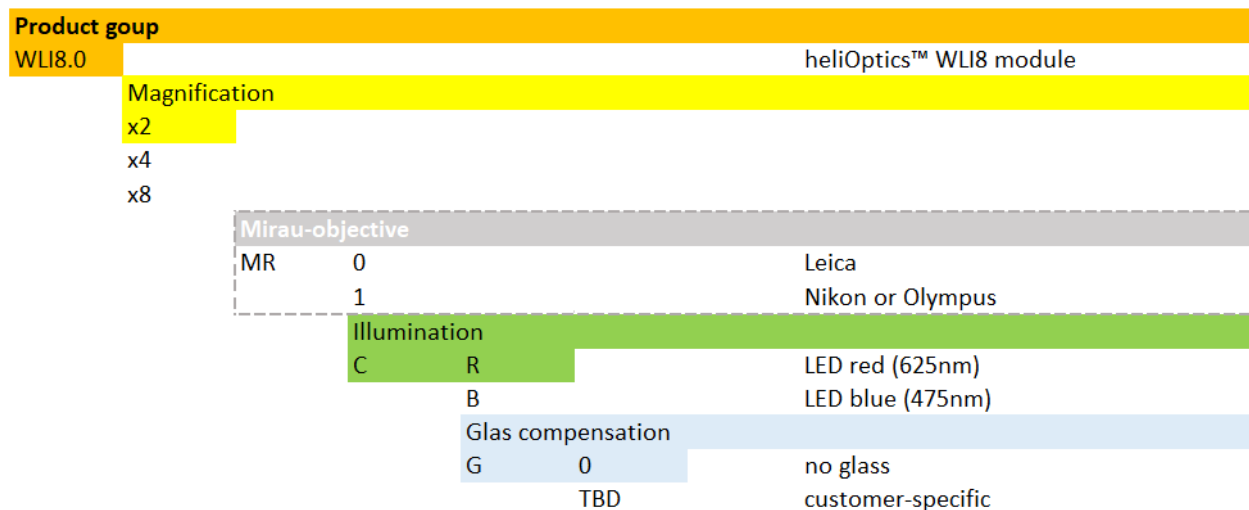 Product goup
WLI8.0 heliOptics™ WLI8 module
Magnification
x2
x4
x8
Mirau-objective
MR 0 Leica
1 Nikon or Olympus
Illumination
C R LED red (625nm)
B LED blue (475nm)
Glas compensation
G 0 no glass
TBD customer-specific